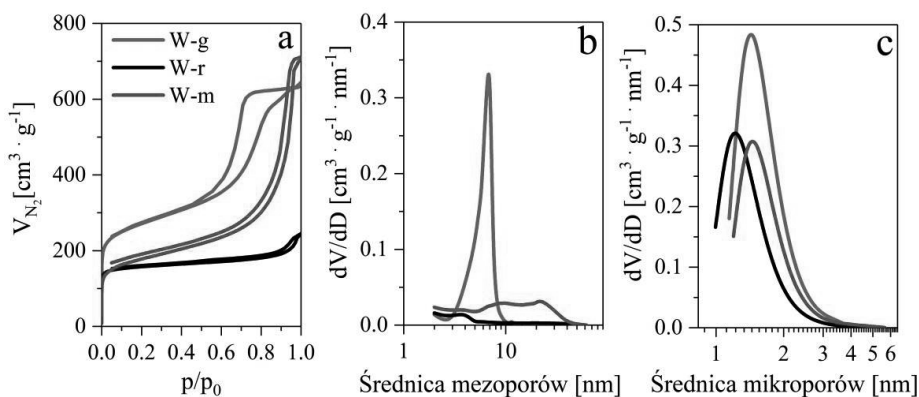 a
W-g
W-r
W-m
V_N₂ [cm³ · g⁻¹]
800
600
400
200
0
0.0 0.2 0.4 0.6 0.8 1.0
p/p₀
b
dV/dD [cm³ · g⁻¹ · nm⁻¹]
0.4
0.3
0.2
0.1
0.0
1 10
Średnica mezoporów [nm]
c
dV/dD [cm³ · g⁻¹ · nm⁻¹]
0.5
0.4
0.3
0.2
0.1
0.0
1 2 3 4 5 6
Średnica mikroporów [nm]